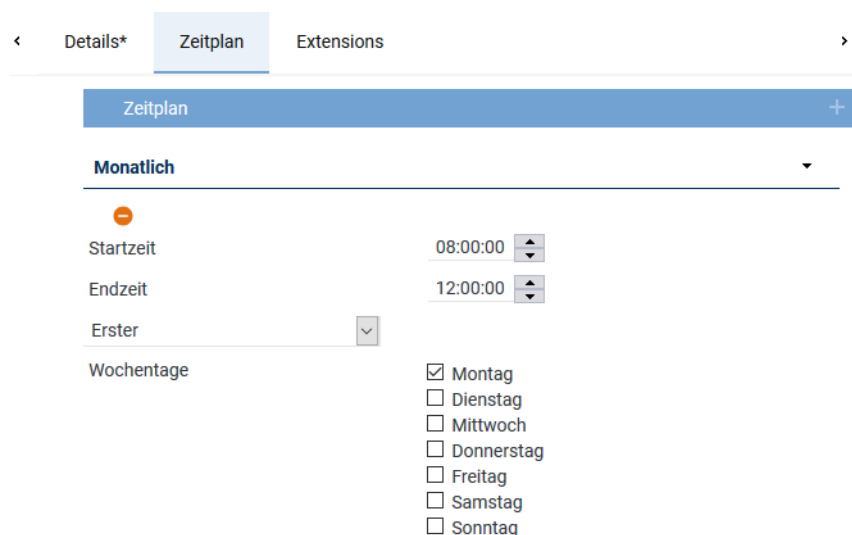 Details* Zeitplan Extensions
Zeitplan
Monatlich
Startzeit 08:00:00
Endzeit 12:00:00
Erster
Wochentage Montag
Dienstag
Mittwoch
Donnerstag
Freitag
Samstag
Sonntag